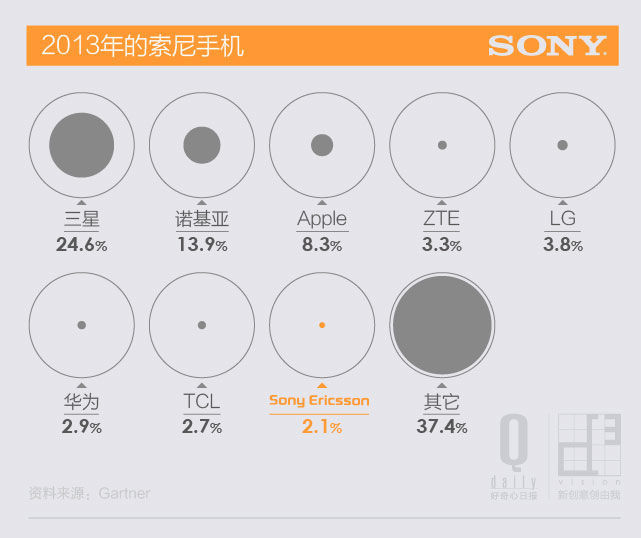 2013年的索尼手机
SONY
三星 诺基亚 Apple ZTE LG
24.6% 13.9% 8.3% 3.3% 3.8%
华为 TCL Sony Ericsson 其它
2.9% 2.7% 2.1% 37.4%
Q
daily
好奇心日报
vision
新创意创由我
资料来源：Gartner